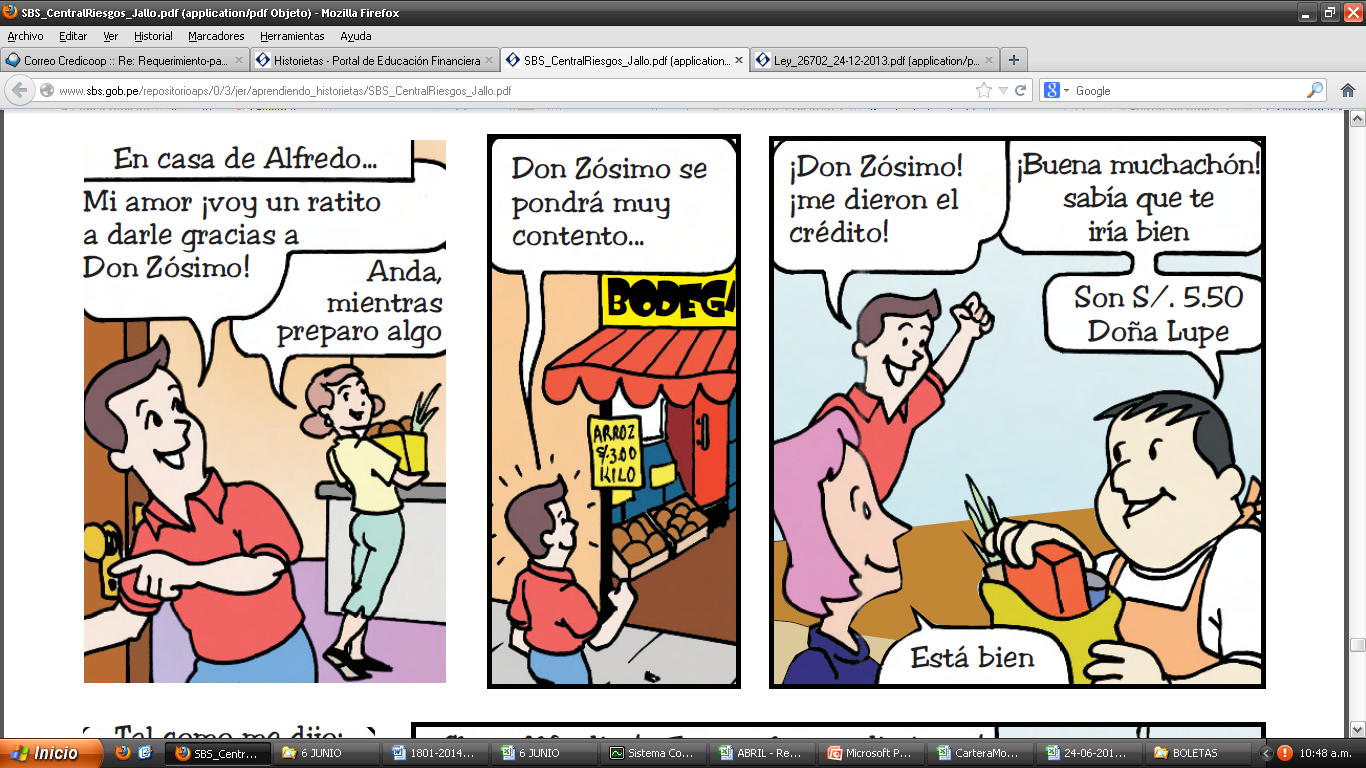 SBS_CentralRiesgos_Jallo.pdf (application/pdf Objeto) - Mozilla Firefox
Archivo Editar Ver Historial Marcadores Herramientas Ayuda
Correo Credicoop :: Re: Requerimiento-pa...
Historietas - Portal de Educación Financiera
SBS_CentralRiesgos_Jallo.pdf (application...
Ley_26702_24-12-2013.pdf (application/p...
www.sbs.gob.pe/repositorioaps/0/3/jer/aprendiendo_historietas/SBS_CentralRiesgos_Jallo.pdf
Google
En casa de Alfredo...
Mi amor ¡voy un ratito
a darle gracias a
Don Zósimo!
Anda,
mientras
preparo algo
Don Zósimo se
pondrá muy
contento...
BODEGA
ARROZ
S/.3.00
KILO
¡Don Zósimo!
¡me dieron el
crédito!
¡Buena muchachón!
sabía que te
iría bien
Son S/. 5.50
Doña Lupe
Está bien
Tal como me dijo:
Inicio
SBS_Centr...
6 JUNIO
1801-2014...
6 JUNIO
Sistema Co...
ABRIL - Re...
Microsoft P...
CarteraMo...
24-06-201...
BOLETAS
10:48 a.m.